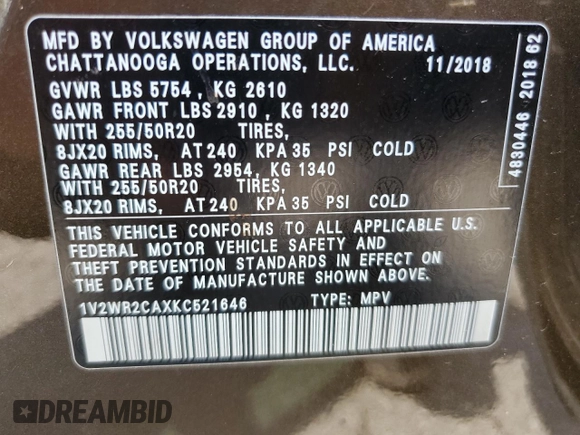 MFD BY VOLKSWAGEN GROUP OF AMERICA
CHATTANOOGA OPERATIONS, LLC. 11/2018
GVWR LBS 5754 , KG 2610
GAWR FRONT LBS 2910 , KG 1320
WITH 255/50R20 TIRES,
8JX20 RIMS, AT 240 KPA 35 PSI COLD
GAWR REAR LBS 2954, KG 1340
WITH 255/50R20 TIRES,
8JX20 RIMS, AT 240 KPA 35 PSI COLD
THIS VEHICLE CONFORMS TO ALL APPLICABLE U.S.
FEDERAL MOTOR VEHICLE SAFETY AND
THEFT PREVENTION STANDARDS IN EFFECT ON
THE DATE OF MANUFACTURE SHOWN ABOVE.
1V2WR2CAXKC521646 TYPE: MPV
4830446 2018 62
DREAMBID